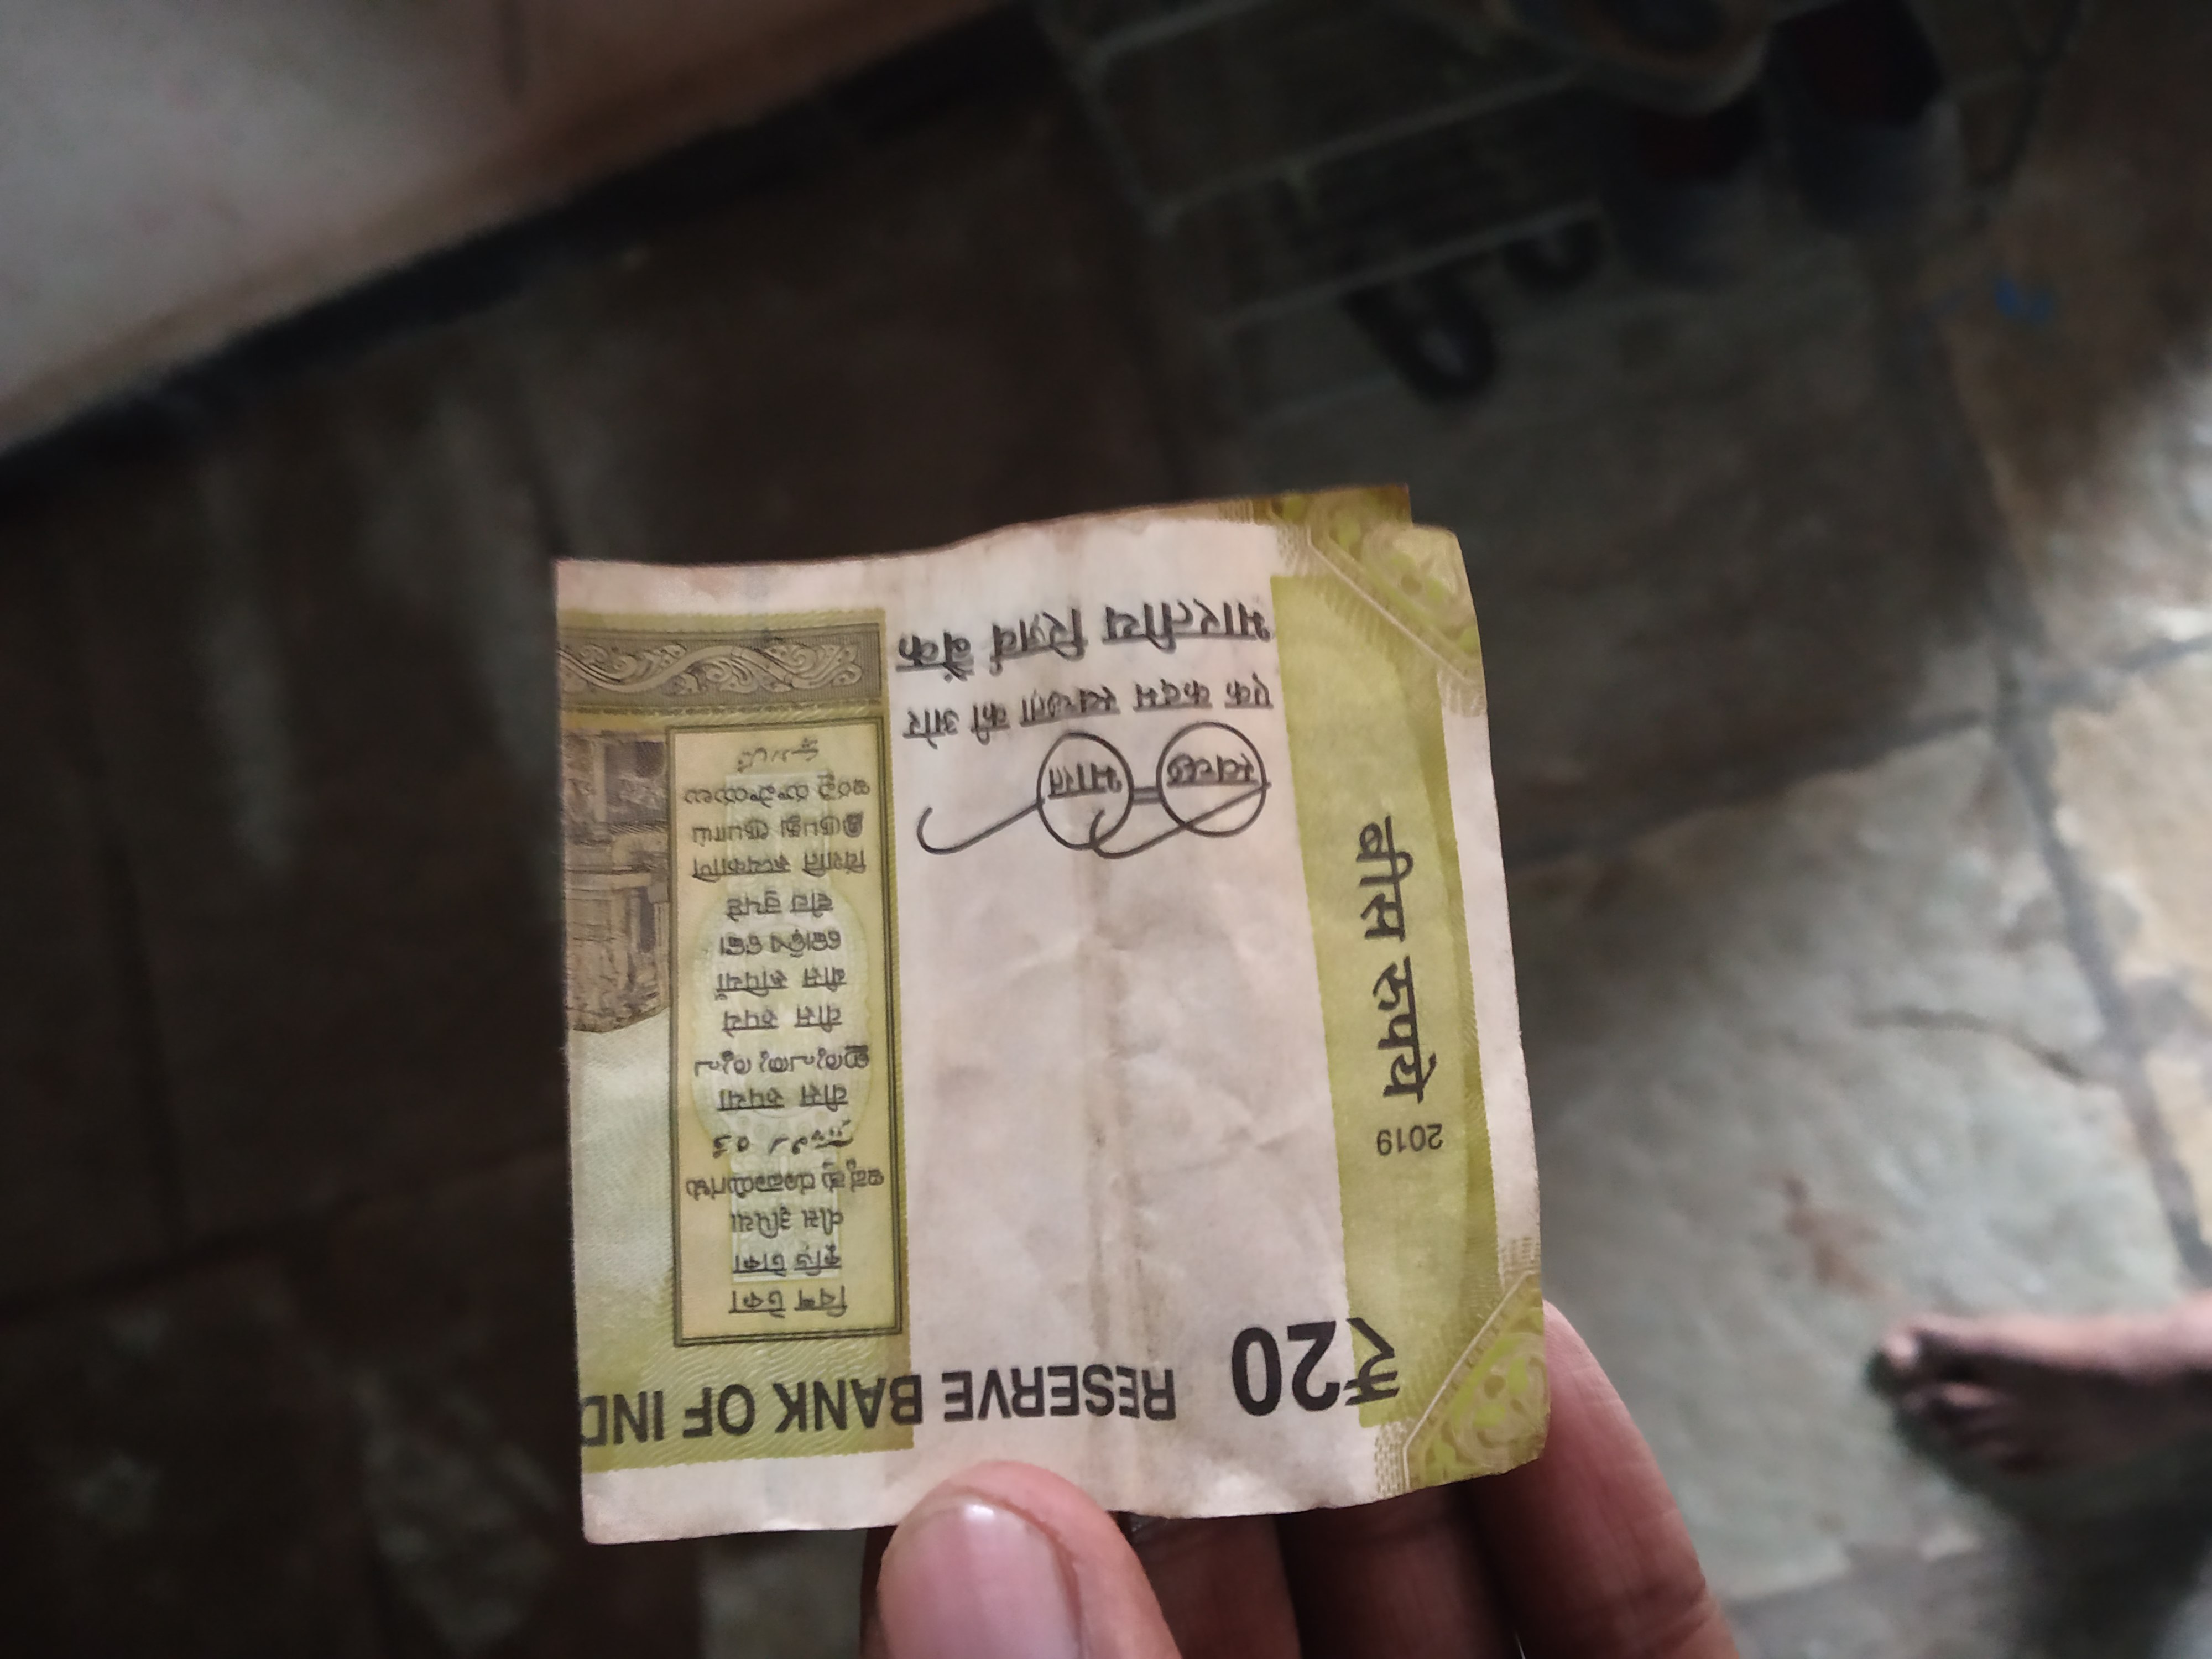 ₹20 RESERVE BANK OF IND
2019
बीस रुपये
स्वच्छ भारत
एक कदम स्वच्छता की ओर
भारतीय रिज़र्व बैंक
বিশ টকা
কুড়ি টাকা
વીસ રૂપિયા
ಇಪ್ಪತ್ತು ರೂಪಾಯಿಗಳು
वीस रुपया
ഇരുപതു രൂപ
वीस रुपये
बीस रुपियाँ
କୋଡ଼ିଏ ଟଙ୍କା
ਵੀਹ ਰੁਪਏ
विंशती रूप्यकाणि
இருபது ரூபாய்
ఇరవై రూపాయలు